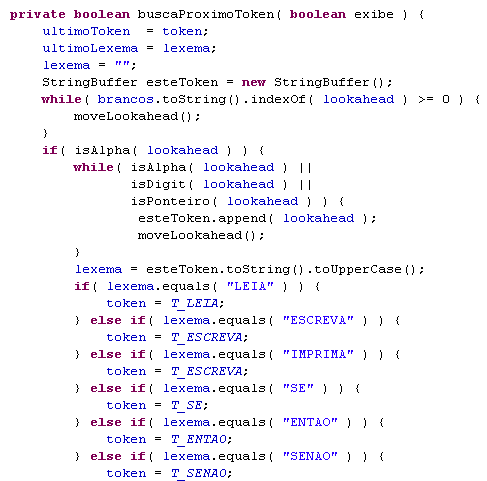 private boolean buscaProximoToken( boolean exibe ) {
    ultimoToken  = token;
    ultimoLexema = lexema;
    lexema = "";
    StringBuffer esteToken = new StringBuffer();
    while( brancos.toString().indexOf( lookahead ) >= 0 ) {
        moveLookahead();
    }
    if( isAlpha( lookahead ) ) {
        while( isAlpha( lookahead ) ||
               isDigit( lookahead ) ||
               isPonteiro( lookahead ) ) {
                esteToken.append( lookahead );
                moveLookahead();
        }
        lexema = esteToken.toString().toUpperCase();
        if( lexema.equals( "LEIA" ) ) {
            token = T_LEIA;
        } else if( lexema.equals( "ESCREVA" ) ) {
            token = T_ESCREVA;
        } else if( lexema.equals( "IMPRIMA" ) ) {
            token = T_ESCREVA;
        } else if( lexema.equals( "SE" ) ) {
            token = T_SE;
        } else if( lexema.equals( "ENTAO" ) ) {
            token = T_ENTAO;
        } else if( lexema.equals( "SENAO" ) ) {
            token = T_SENAO;